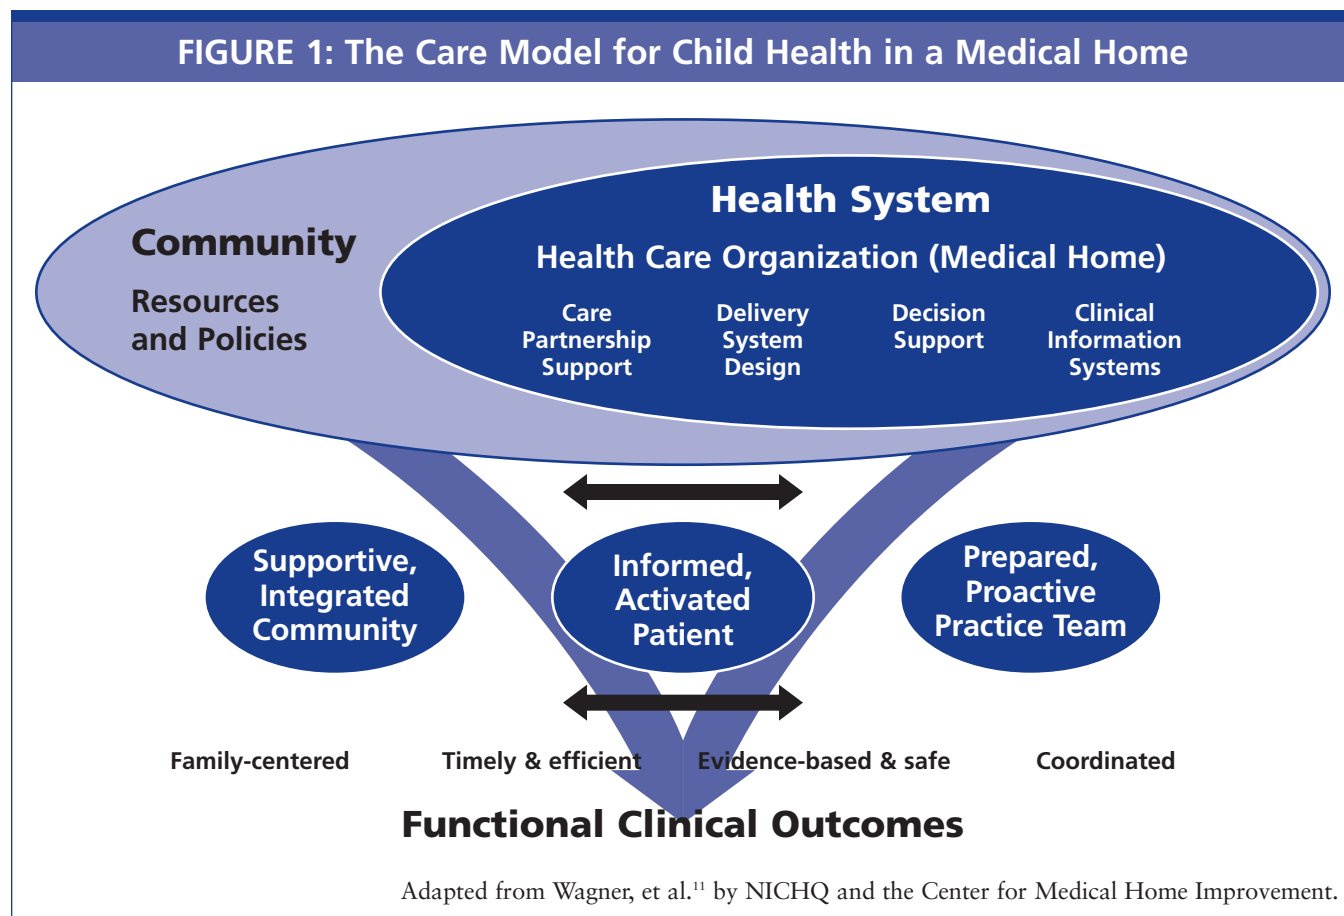 FIGURE 1: The Care Model for Child Health in a Medical Home
Community
Resources
and Policies
Health System
Health Care Organization (Medical Home)
Care
Partnership
Support
Delivery
System
Design
Decision
Support
Clinical
Information
Systems
Supportive,
Integrated
Community
Informed,
Activated
Patient
Prepared,
Proactive
Practice Team
Family-centered
Timely & efficient
Evidence-based & safe
Coordinated
Functional Clinical Outcomes
Adapted from Wagner, et al.¹¹ by NICHQ and the Center for Medical Home Improvement.